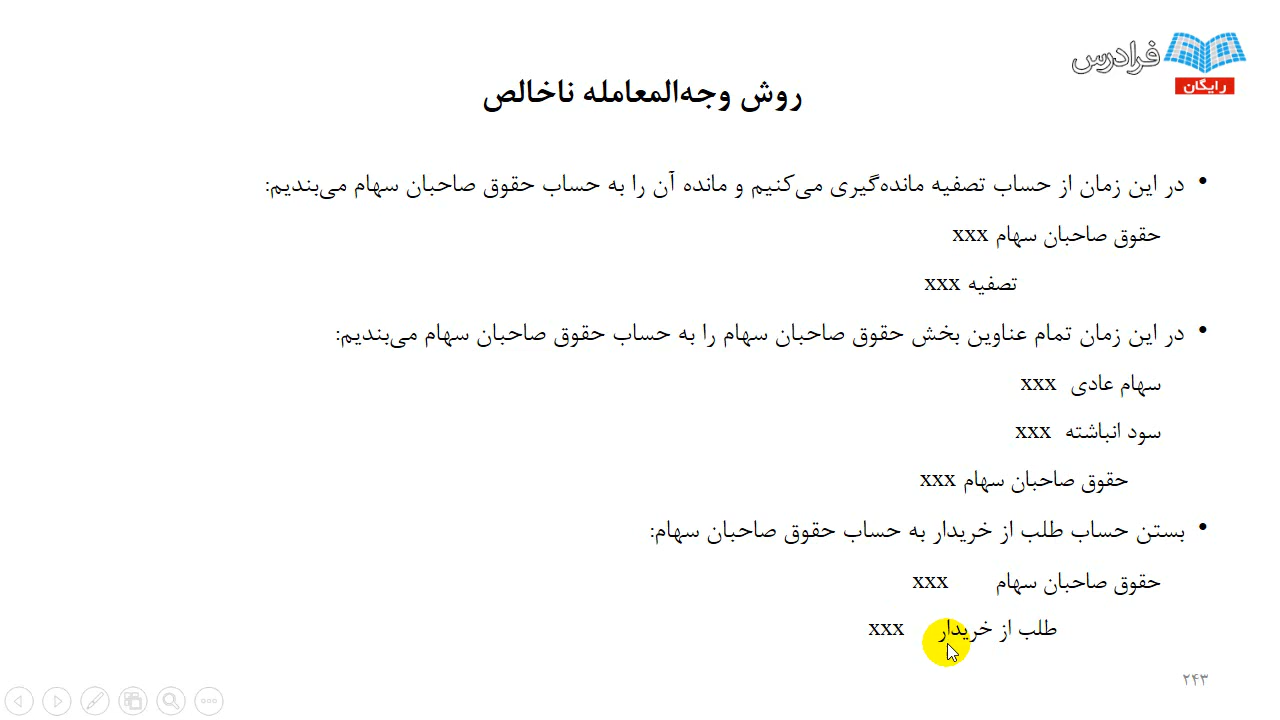 فرادرس
رایگان
روش وجه‌المعامله ناخالص
• در این زمان از حساب تصفیه مانده‌گیری می‌کنیم و مانده آن را به حساب حقوق صاحبان سهام می‌بندیم:
حقوق صاحبان سهام xxx
تصفیه xxx
• در این زمان تمام عناوین بخش حقوق صاحبان سهام را به حساب حقوق صاحبان سهام می‌بندیم:
سهام عادی xxx
سود انباشته xxx
حقوق صاحبان سهام xxx
• بستن حساب طلب از خریدار به حساب حقوق صاحبان سهام:
حقوق صاحبان سهام xxx
طلب از خریدار xxx
۲۴۳